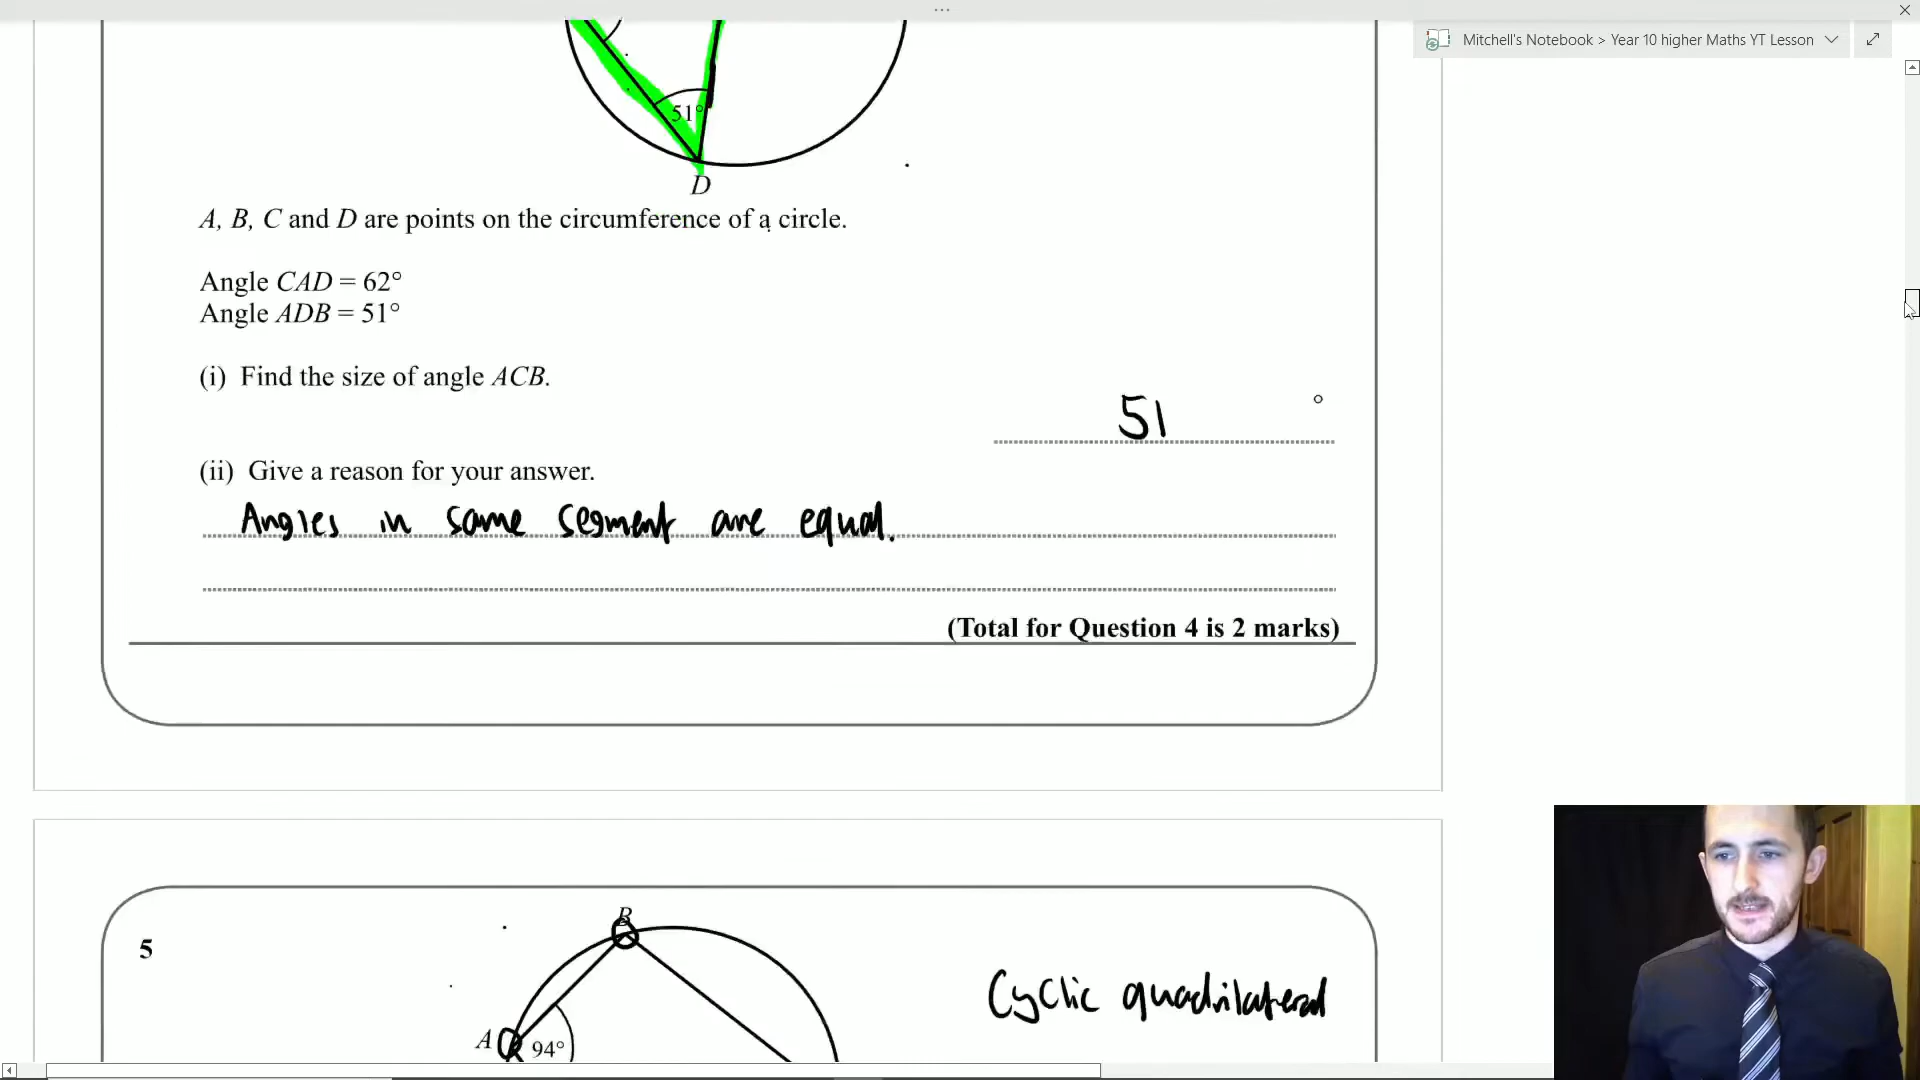 Mitchell's Notebook > Year 10 higher Maths YT Lesson
51°
D
A, B, C and D are points on the circumference of a circle.
Angle CAD = 62°
Angle ADB = 51°
(i) Find the size of angle ACB.
51 °
(ii) Give a reason for your answer.
Angles in same segment are equal.
(Total for Question 4 is 2 marks)
5
B
Cyclic quadrilateral
A 94°